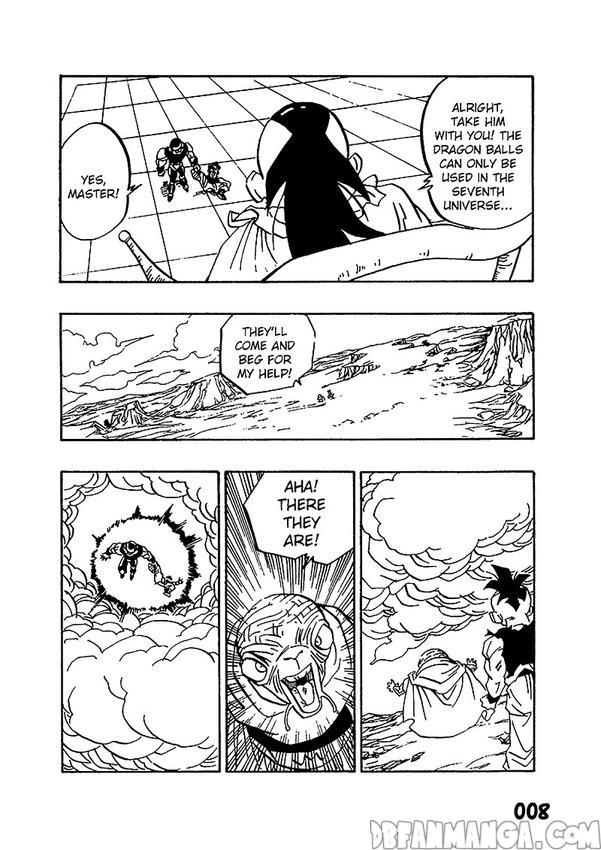 ALRIGHT,
TAKE HIM
WITH YOU! THE
DRAGON BALLS
CAN ONLY BE
USED IN THE
SEVENTH
UNIVERSE...
YES,
MASTER!
THEY'LL
COME AND
BEG FOR
MY HELP!
AHA!
THERE
THEY
ARE!
008
DBFANMANGA.COM